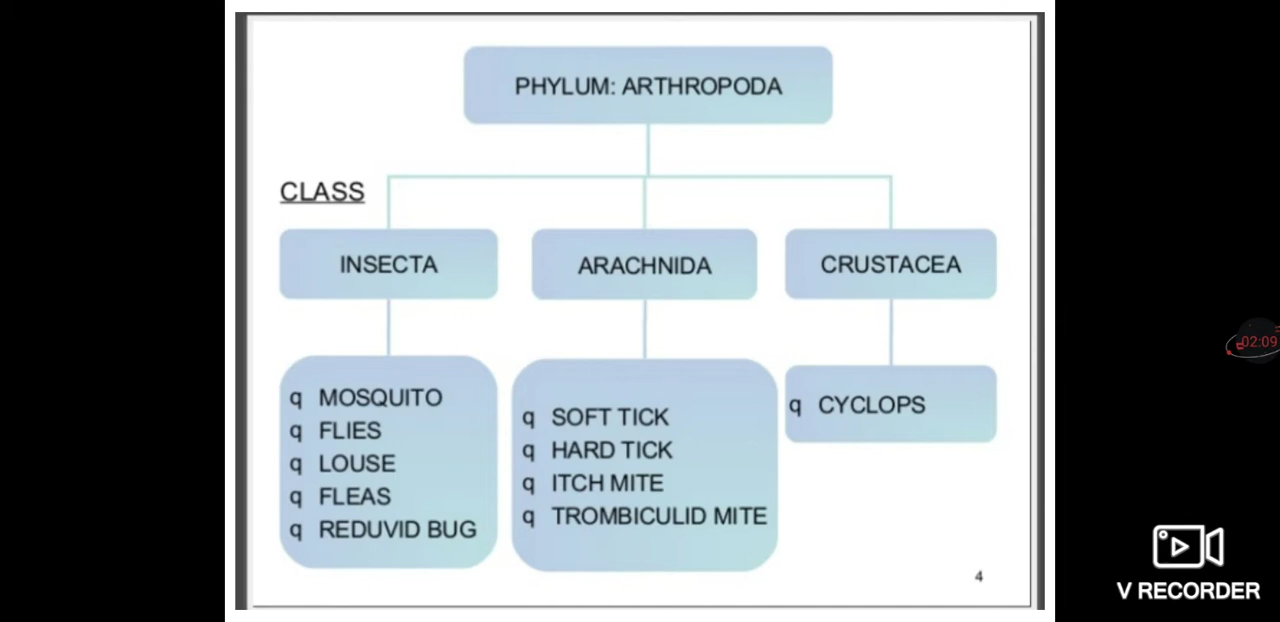 PHYLUM: ARTHROPODA
CLASS
INSECTA
ARACHNIDA
CRUSTACEA
q MOSQUITO
q FLIES
q LOUSE
q FLEAS
q REDUVID BUG
q SOFT TICK
q HARD TICK
q ITCH MITE
q TROMBICULID MITE
q CYCLOPS
4
02:09
V RECORDER